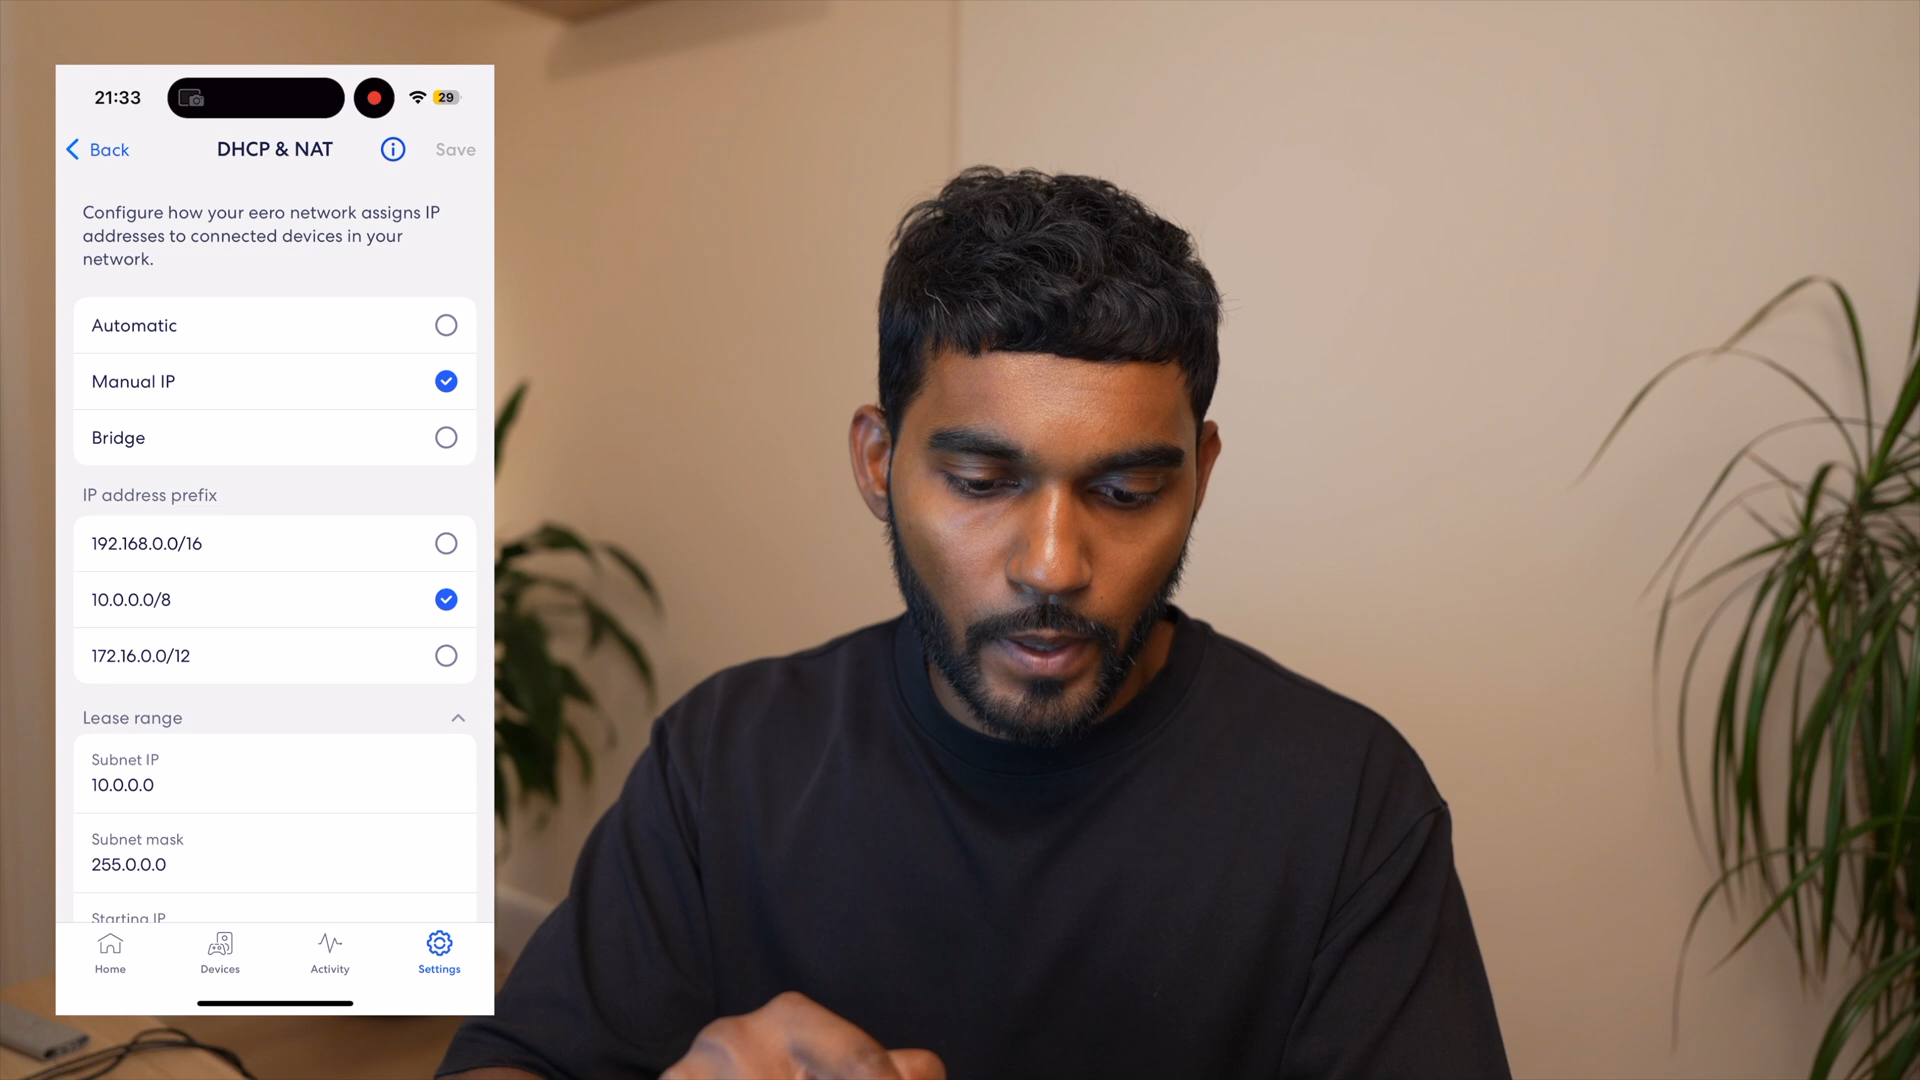 21:33
29
Back
DHCP & NAT
Save
Configure how your eero network assigns IP
addresses to connected devices in your
network.
Automatic
Manual IP
Bridge
IP address prefix
192.168.0.0/16
10.0.0.0/8
172.16.0.0/12
Lease range
Subnet IP
10.0.0.0
Subnet mask
255.0.0.0
Starting IP
Home
Devices
Activity
Settings